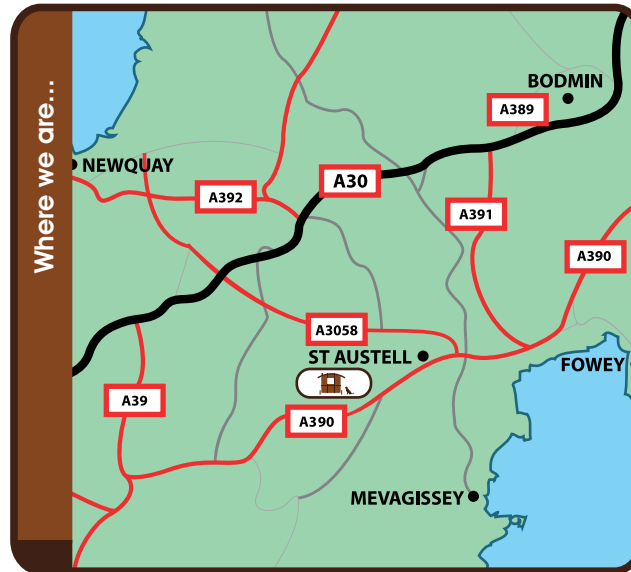 Where we are...
BODMIN
A389
NEWQUAY
A30
A392
A391
A390
A3058
ST AUSTELL
FOWEY
A39
A390
MEVAGISSEY